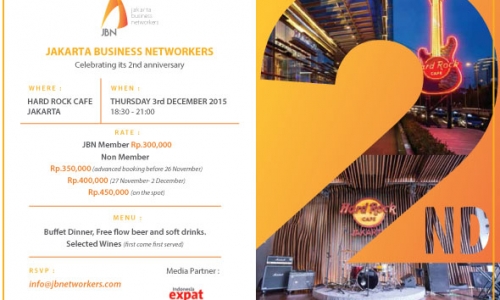 jakarta
business
networkers
JBN
JAKARTA BUSINESS NETWORKERS
Celebrating its 2nd anniversary
WHERE :
HARD ROCK CAFE
JAKARTA
WHEN :
THURSDAY 3rd DECEMBER 2015
18:30 - 21:00
RATE :
JBN Member Rp.300,000
Non Member
Rp.350,000 (advanced booking before 26 November)
Rp.400,000 (27 November- 2 December)
Rp.450,000 (on the spot)
MENU :
Buffet Dinner, Free flow beer and soft drinks.
Selected Wines (first come first served)
RSVP :
info@jbnetworkers.com
Media Partner :
indonesia
expat
2
ND
Hard Rock
CAFE
Hard Rock
CAFE
JAKARTA